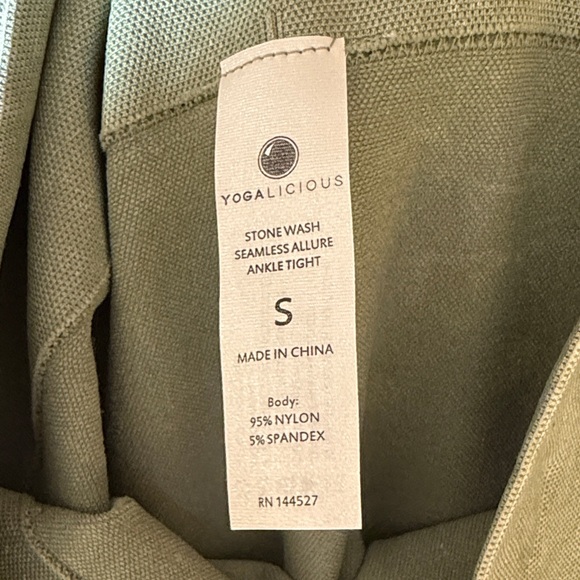 YOGALICIOUS
STONE WASH
SEAMLESS ALLURE
ANKLE TIGHT
S
MADE IN CHINA
Body:
95% NYLON
5% SPANDEX
RN 144527